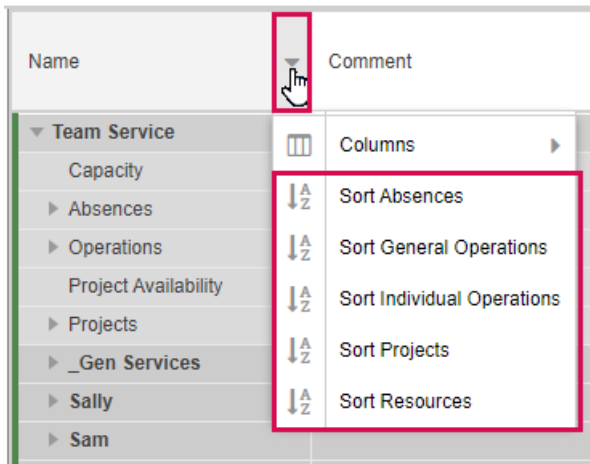 Name
Comment
Team Service
Columns
Capacity
Sort Absences
Absences
Sort General Operations
Operations
Project Availability
Sort Individual Operations
Projects
Sort Projects
_Gen Services
Sort Resources
Sally
Sam